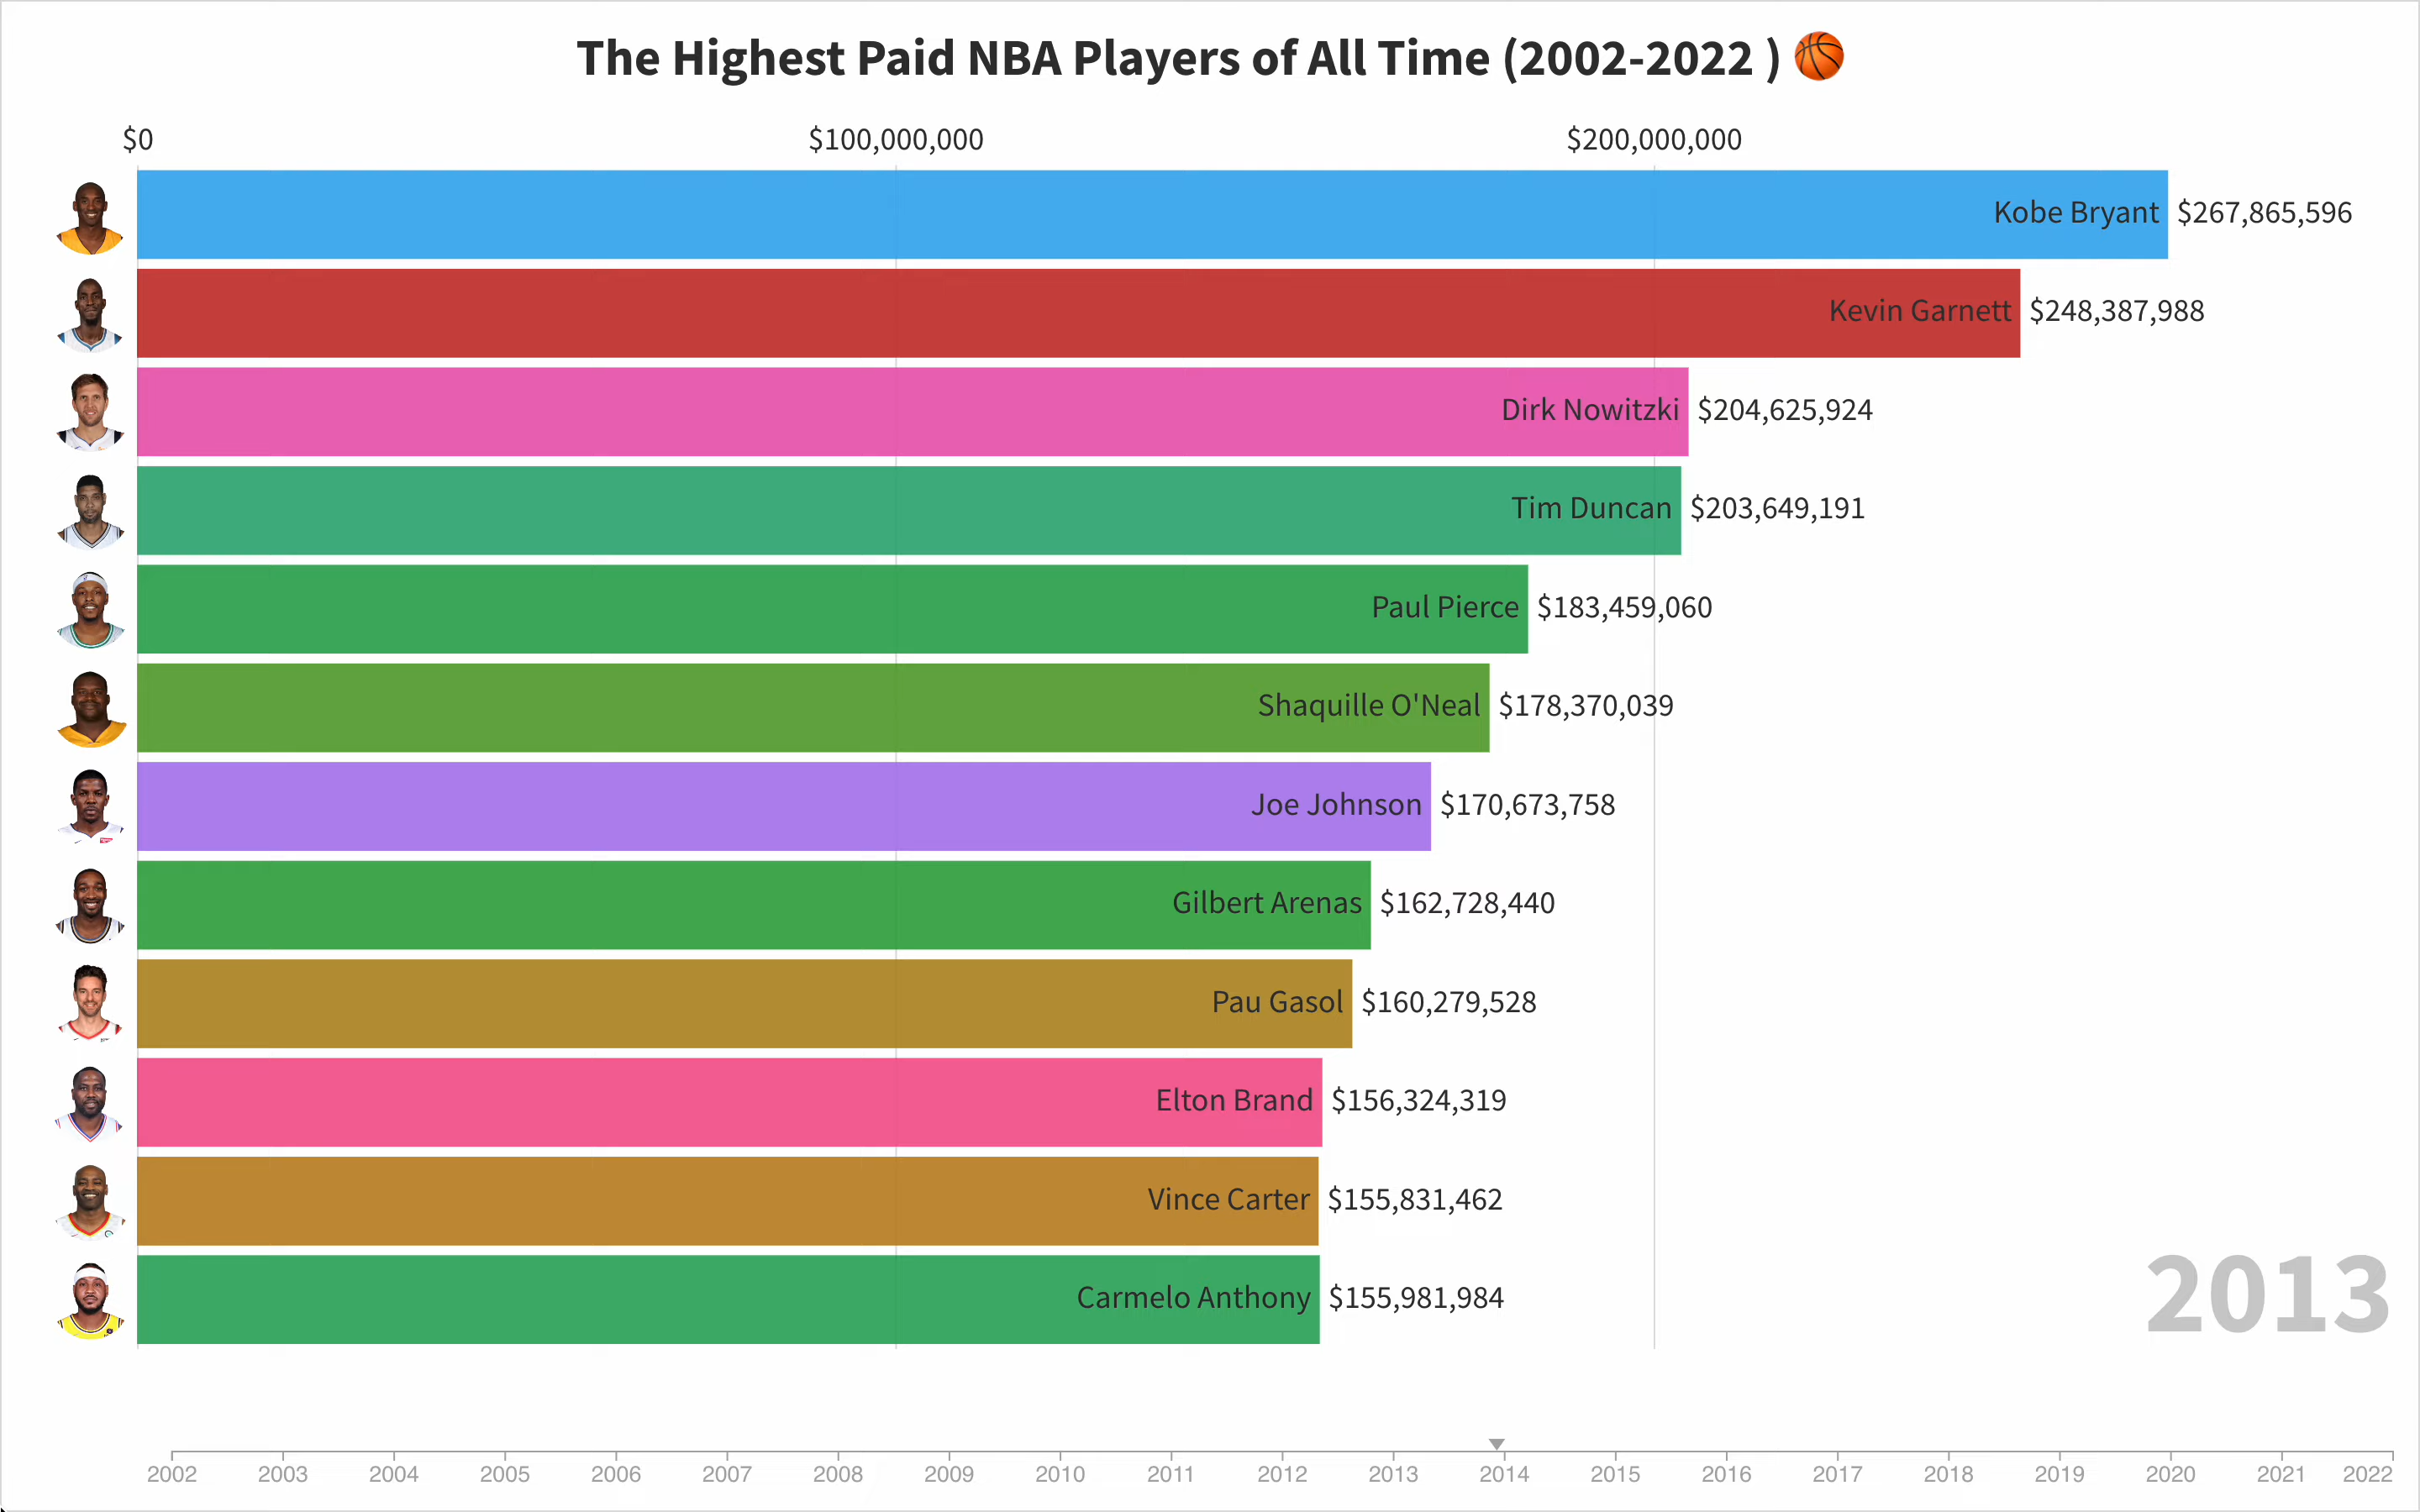 The Highest Paid NBA Players of All Time (2002-2022 ) 🏀
$0 $100,000,000 $200,000,000
Kobe Bryant $267,865,596
Kevin Garnett $248,387,988
Dirk Nowitzki $204,625,924
Tim Duncan $203,649,191
Paul Pierce $183,459,060
Shaquille O'Neal $178,370,039
Joe Johnson $170,673,758
Gilbert Arenas $162,728,440
Pau Gasol $160,279,528
Elton Brand $156,324,319
Vince Carter $155,831,462
Carmelo Anthony $155,981,984
2013
2002 2003 2004 2005 2006 2007 2008 2009 2010 2011 2012 2013 2014 2015 2016 2017 2018 2019 2020 2021 2022